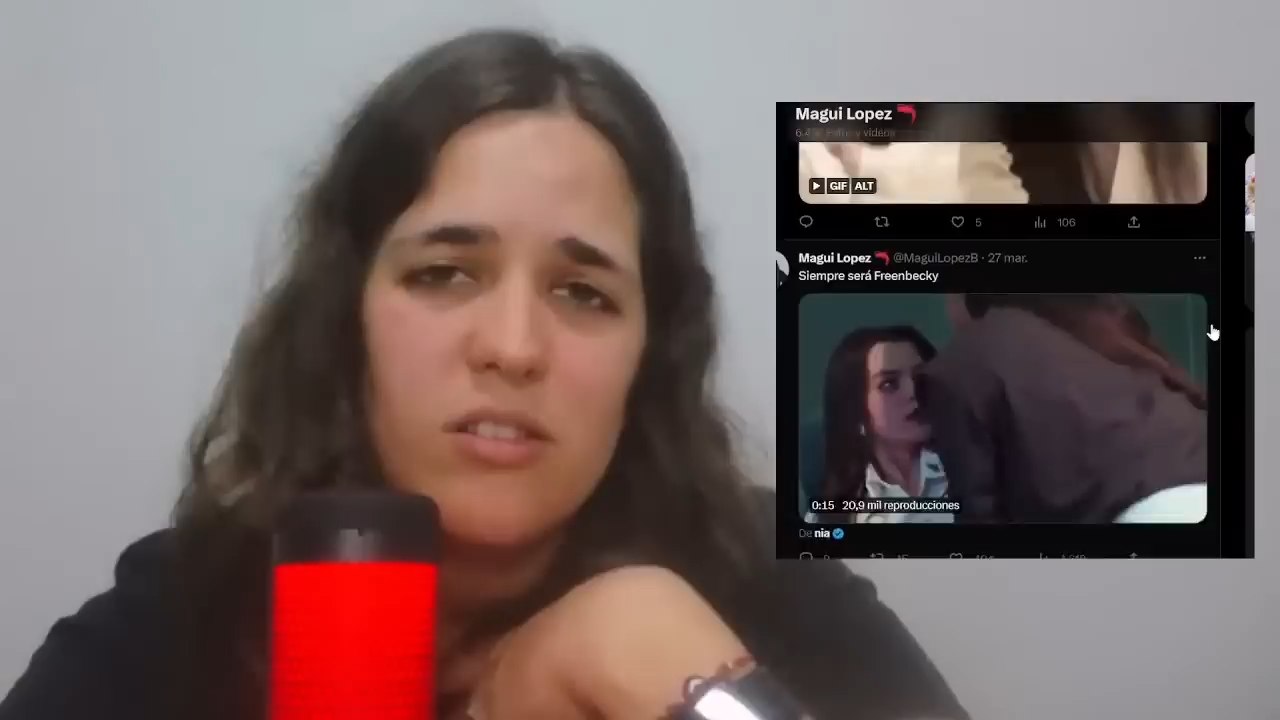 Magui Lopez
GIF ALT
5 106
Magui Lopez @MaguiLopezB · 27 mar.
Siempre será Freenbecky
0:15 20,9 mil reproducciones
De nia